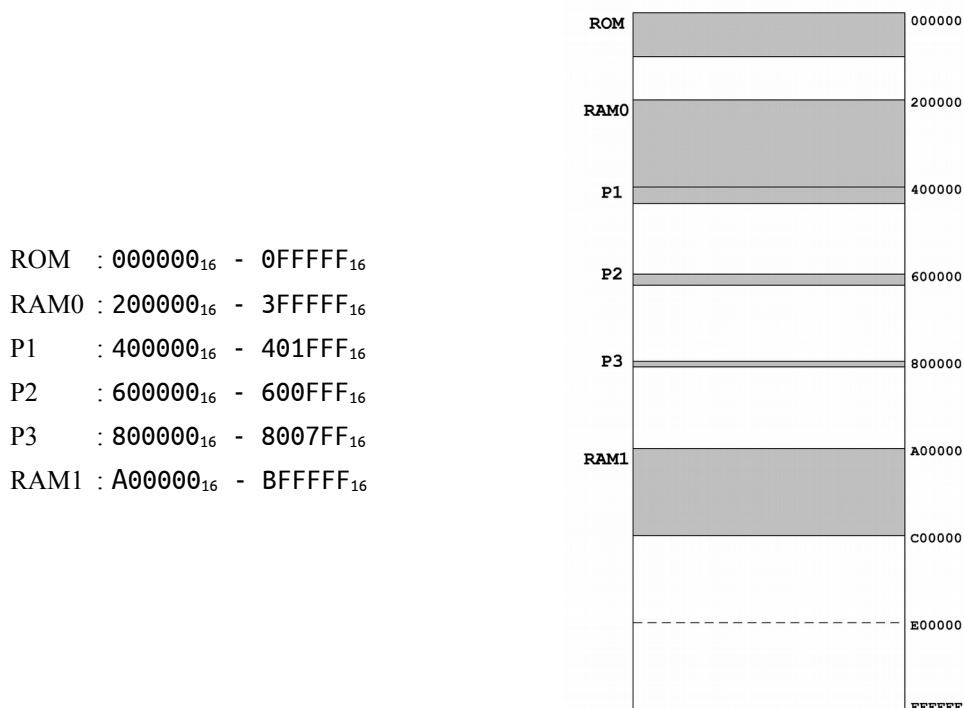 ROM : 000000₁₆ - 0FFFFF₁₆
RAM0 : 200000₁₆ - 3FFFFF₁₆
P1 : 400000₁₆ - 401FFF₁₆
P2 : 600000₁₆ - 600FFF₁₆
P3 : 800000₁₆ - 8007FF₁₆
RAM1 : A00000₁₆ - BFFFFF₁₆
ROM 000000
200000
RAM0
P1 400000
P2 600000
P3 800000
A00000
RAM1
C00000
E00000
FFFFFF